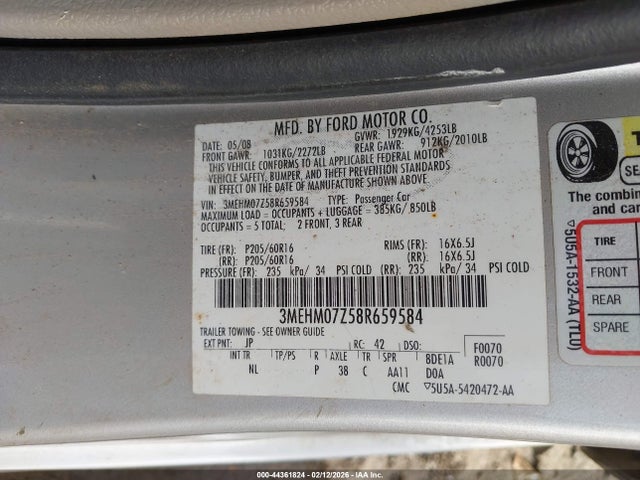 MFD. BY FORD MOTOR CO.
DATE: 05/08 GVWR: 1929KG/4253LB
FRONT GAWR: 1031KG/2272LB REAR GAWR: 912KG/2010LB
THIS VEHICLE CONFORMS TO ALL APPLICABLE FEDERAL MOTOR
VEHICLE SAFETY, BUMPER, AND THEFT PREVENTION STANDARDS
IN EFFECT ON THE DATE OF MANUFACTURE SHOWN ABOVE.
VIN: 3MEHM07Z58R659584 TYPE: Passenger Car
MAXIMUM LOAD = OCCUPANTS + LUGGAGE = 385KG/850LB
OCCUPANTS = 5 TOTAL: 2 FRONT, 3 REAR
TIRE (FR): P205/60R16 RIMS (FR): 16X6.5J
(RR): P205/60R16 (RR): 16X6.5J
PRESSURE (FR): 235 kPa/ 34 PSI COLD (RR): 235 kPa/ 34 PSI COLD
3MEHM07Z58R659584
TRAILER TOWING - SEE OWNER GUIDE
EXT PNT: JP RC: 42 DSO: F0070
INT TR TP/PS R AXLE TR SPR 8DE1A R0070
NL P 38 C AA11 D0A
CMC ▽5U5A-5420472-AA
T
SEA
The combin
and car
TIRE
FRONT
REAR
SPARE
▽5U5A-1532-AA (TLU)
000-44361824 - 02/12/2026 - IAA Inc.